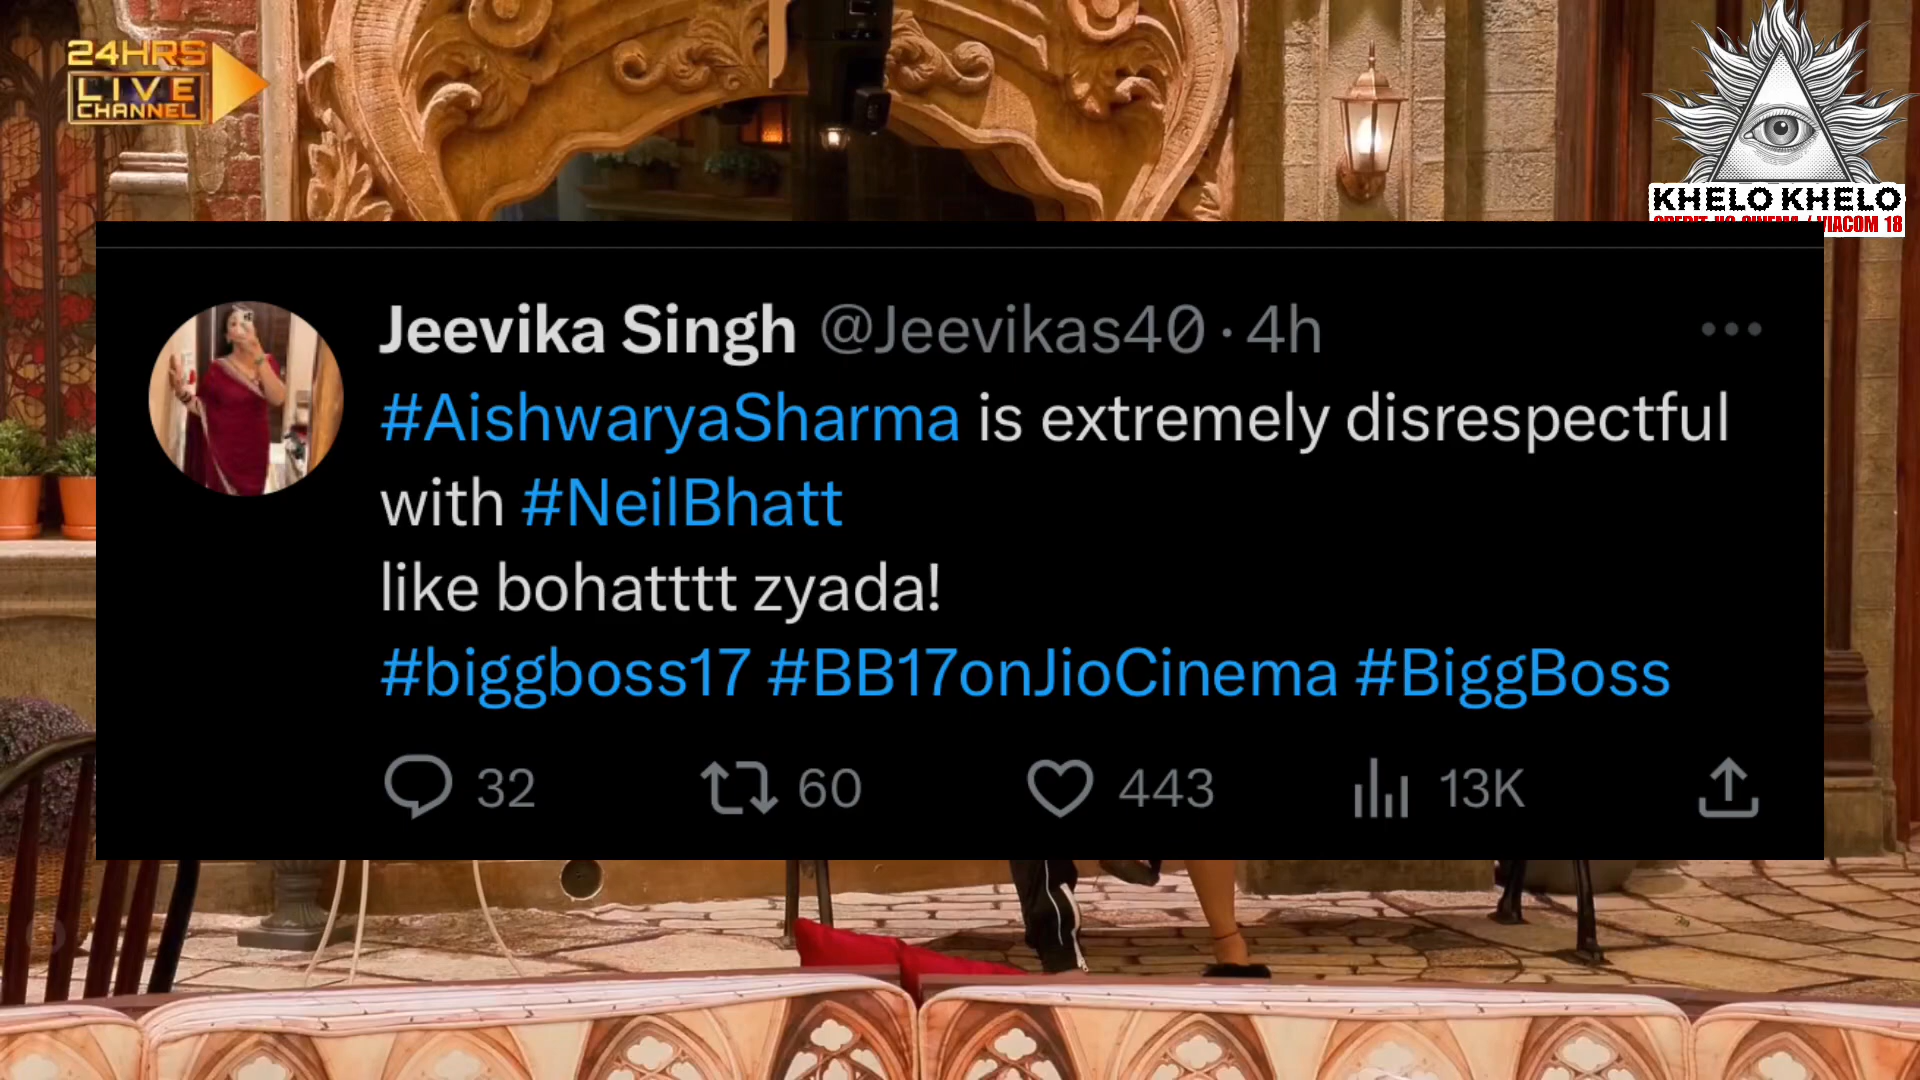 24HRS
LIVE
CHANNEL
KHELO KHELO
VIACOM 18
Jeevika Singh @Jeevikas40 · 4h
#AishwaryaSharma is extremely disrespectful
with #NeilBhatt
like bohatttt zyada!
#biggboss17 #BB17onJioCinema #BiggBoss
32 60 443 13K